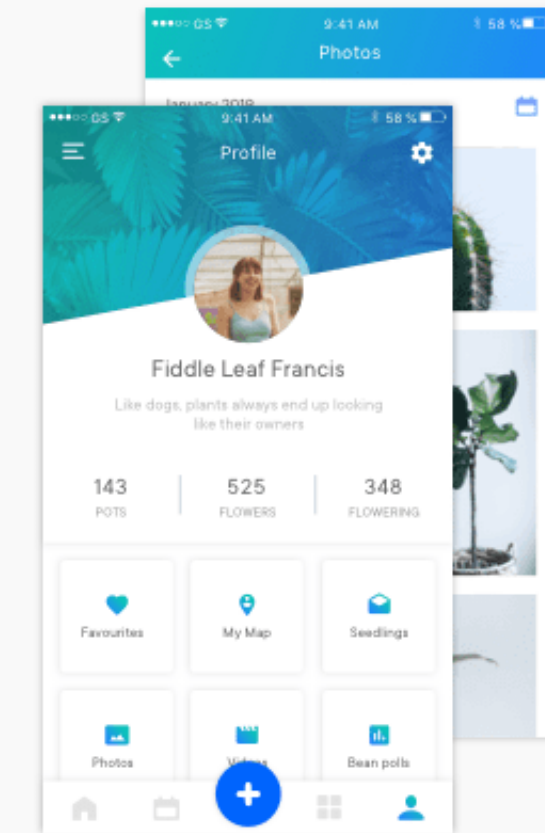 GS
9:41 AM
58 %
Photos
January 2018
GS
9:41 AM
58 %
Profile
Fiddle Leaf Francis
Like dogs, plants always end up looking
like their owners
143
525
348
POTS
FLOWERS
FLOWERING
Favourites
My Map
Seedlings
Photos
Videos
Bean polls